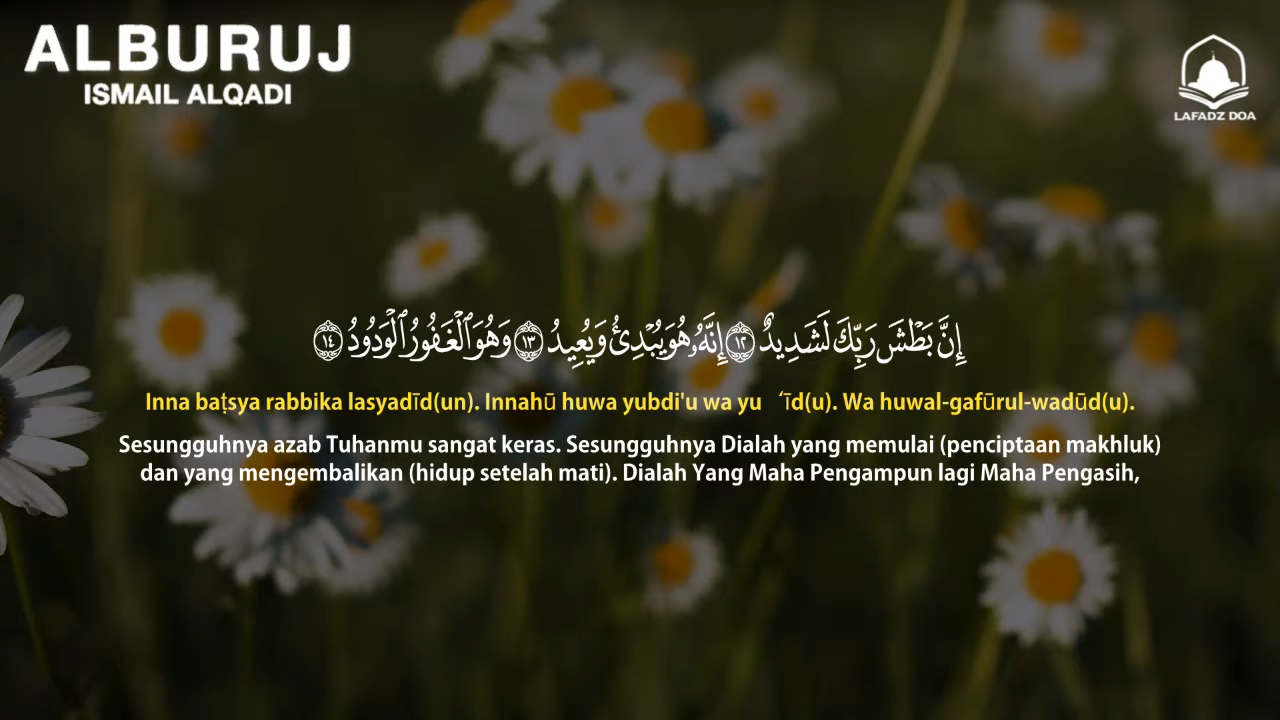 ALBURUJ
ISMAIL ALQADI
LAFADZ DOA
إِنَّ بَطْشَ رَبِّكَ لَشَدِيدٌ ١٢ إِنَّهُۥ هُوَ يُبْدِئُ وَيُعِيدُ ١٣ وَهُوَ ٱلْغَفُورُ ٱلْوَدُودُ ١٤
Inna baṭsya rabbika lasyadīd(un). Innahū huwa yubdi'u wa yu ‘īd(u). Wa huwal-gafūrul-wadūd(u).
Sesungguhnya azab Tuhanmu sangat keras. Sesungguhnya Dialah yang memulai (penciptaan makhluk)
dan yang mengembalikan (hidup setelah mati). Dialah Yang Maha Pengampun lagi Maha Pengasih,